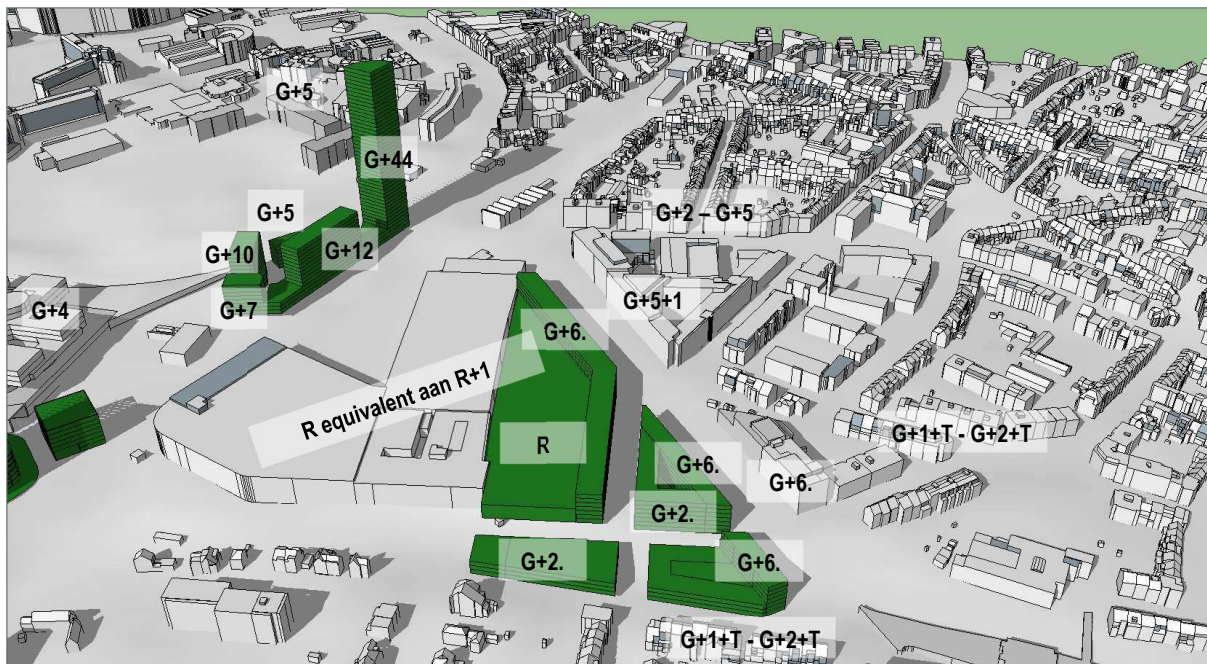 G+5
G+44
G+5
G+2 – G+5
G+10
G+12
G+4
G+7
G+5+1
G+6.
R equivalent aan R+1
R
G+1+T - G+2+T
G+6.
G+6.
G+2.
G+2.
G+6.
G+1+T - G+2+T